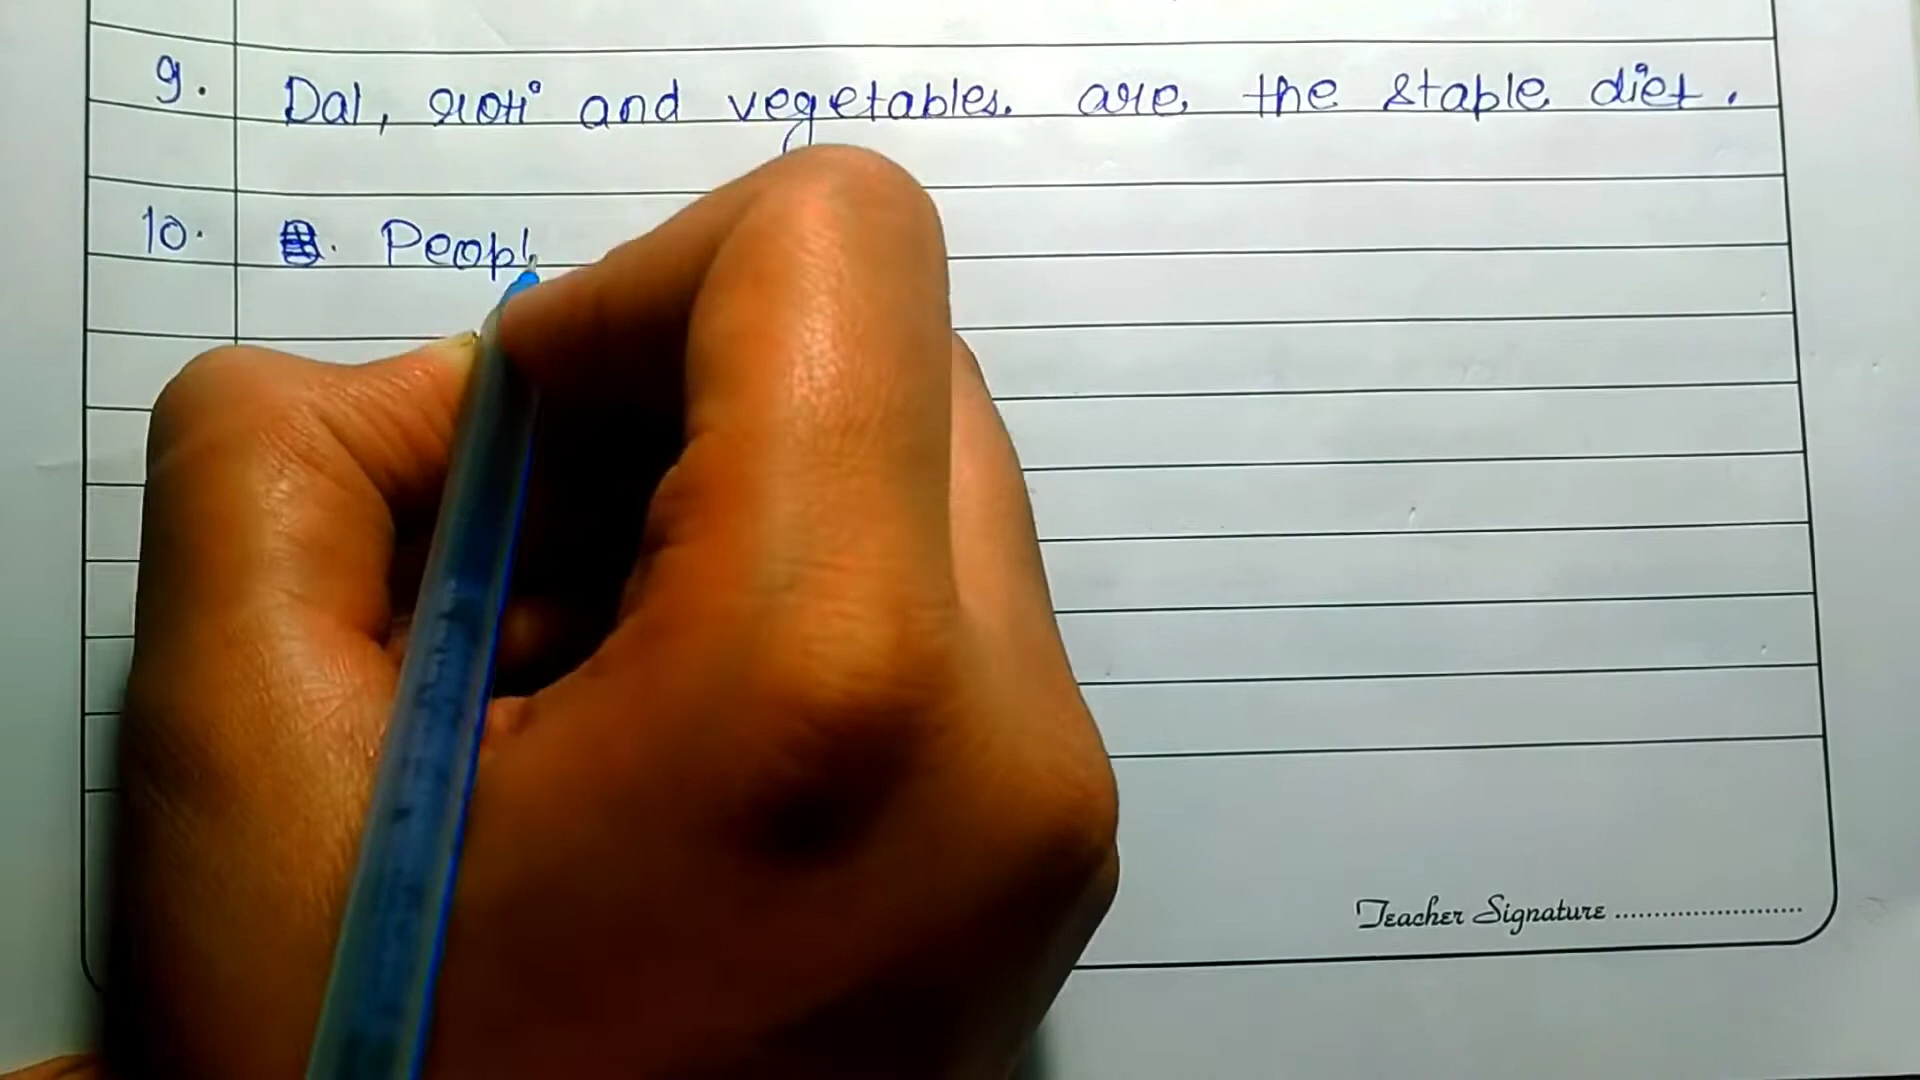 9. Dal, roti and vegetables. are the stable diet.
10. Peopl
Teacher Signature ........................